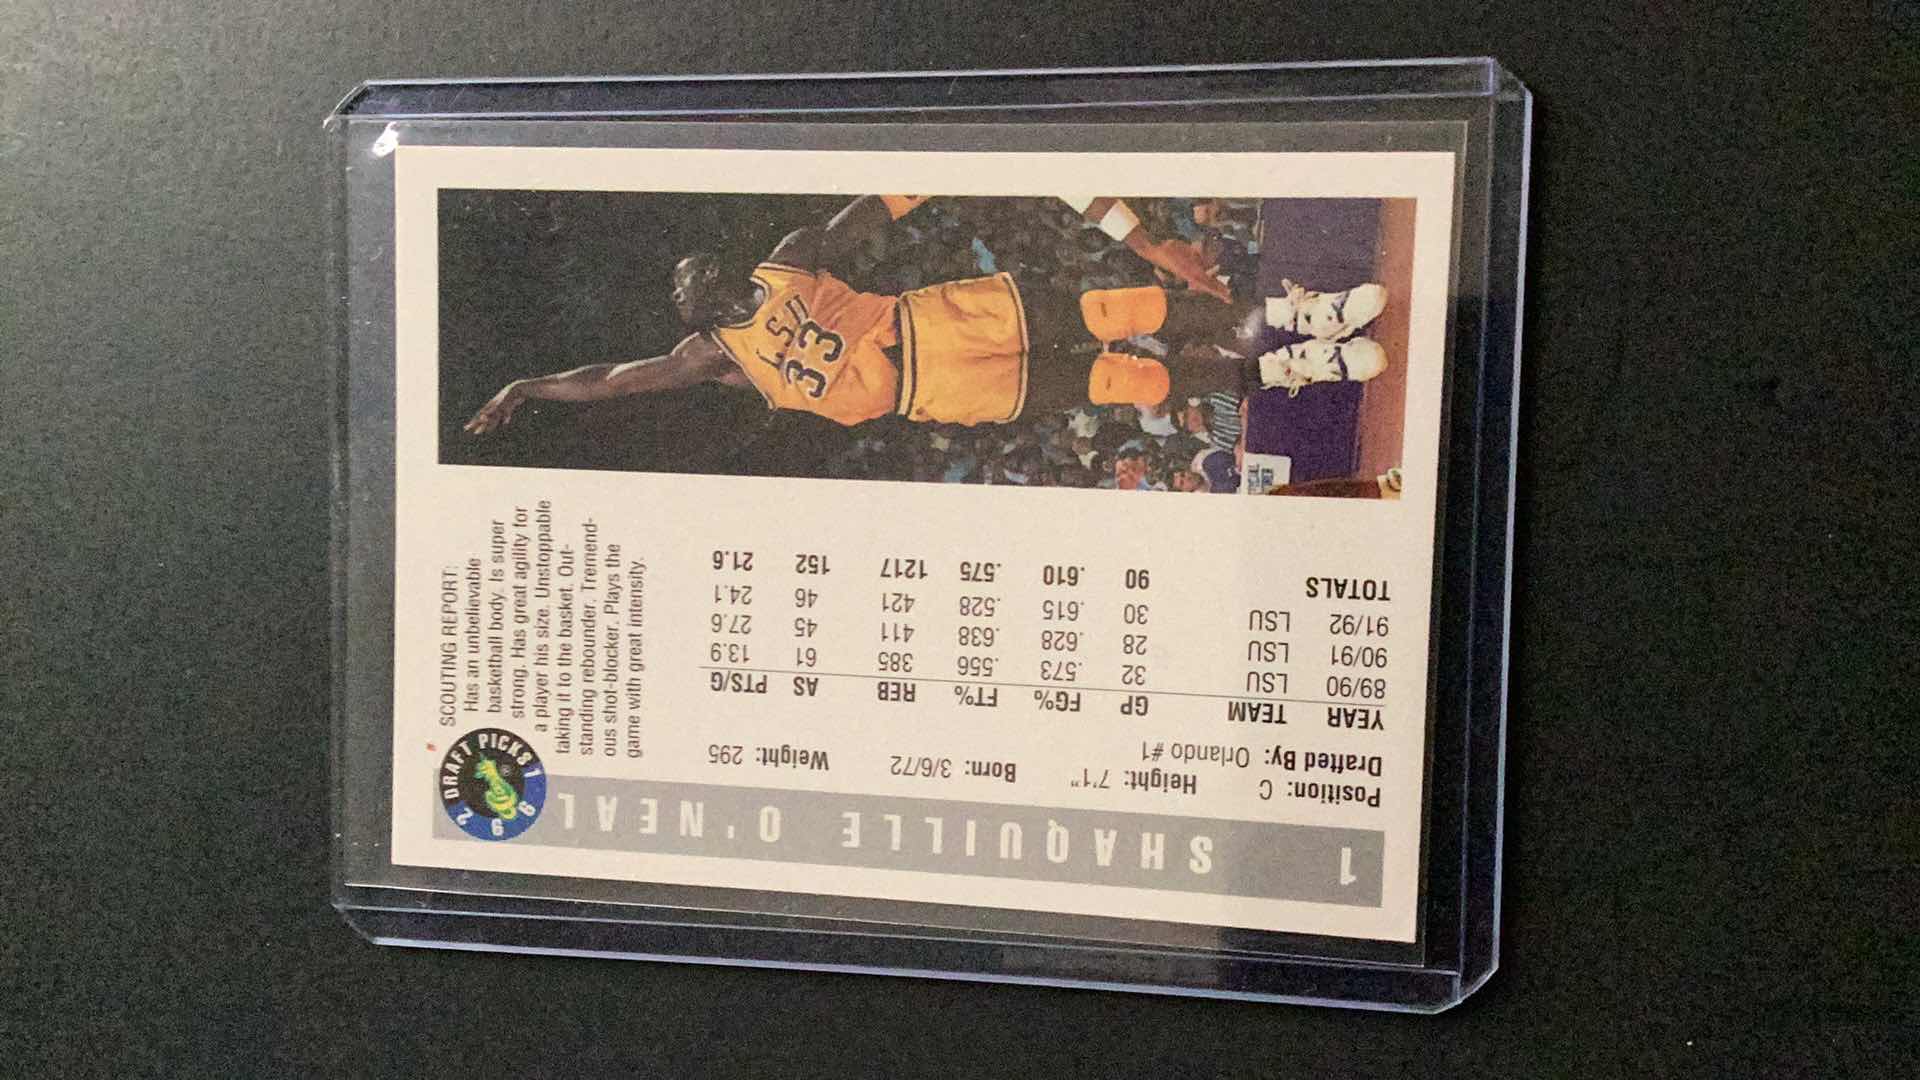 1 SHAQUILLE O'NEAL
1992 DRAFT PICKS
Classic
Position: C Height: 7'1" Born: 3/6/72 Weight: 295
Drafted By: Orlando #1
YEAR TEAM GP FG% FT% REB AS PTS/G
89/90 LSU 32 .573 .556 385 61 13.9
90/91 LSU 28 .628 .638 411 45 27.6
91/92 LSU 30 .615 .528 421 46 24.1
TOTALS 90 .610 .575 1217 152 21.6
SCOUTING REPORT:
Has an unbelievable
basketball body. Is super
strong. Has great agility for
a player his size. Unstoppable
taking it to the basket. Out-
standing rebounder. Tremend-
ous shot-blocker. Plays the
game with great intensity.
LSU
33